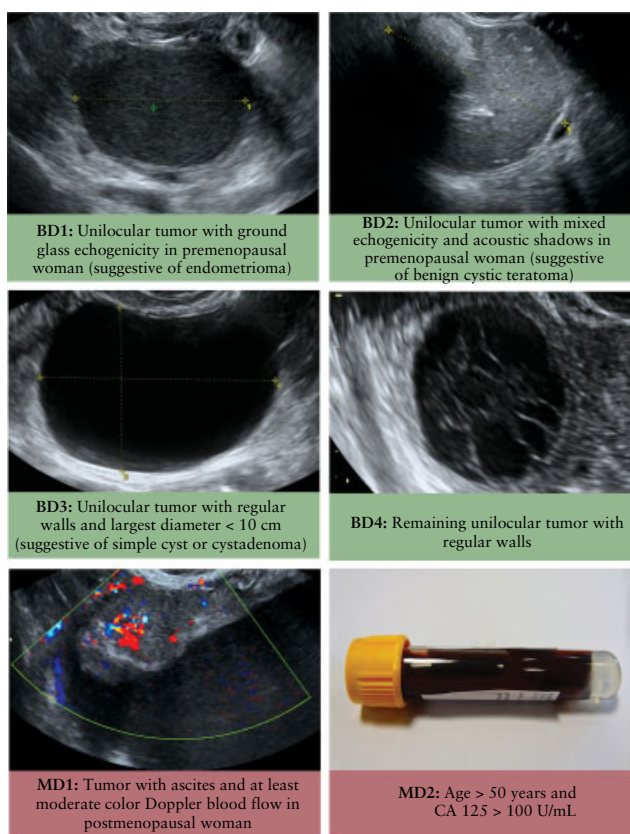 BD1: Unilocular tumor with ground
glass echogenicity in premenopausal
woman (suggestive of endometrioma)
BD2: Unilocular tumor with mixed
echogenicity and acoustic shadows in
premenopausal woman (suggestive
of benign cystic teratoma)
BD3: Unilocular tumor with regular
walls and largest diameter < 10 cm
(suggestive of simple cyst or cystadenoma)
BD4: Remaining unilocular tumor with
regular walls
MD1: Tumor with ascites and at least
moderate color Doppler blood flow in
postmenopausal woman
MD2: Age > 50 years and
CA 125 > 100 U/mL